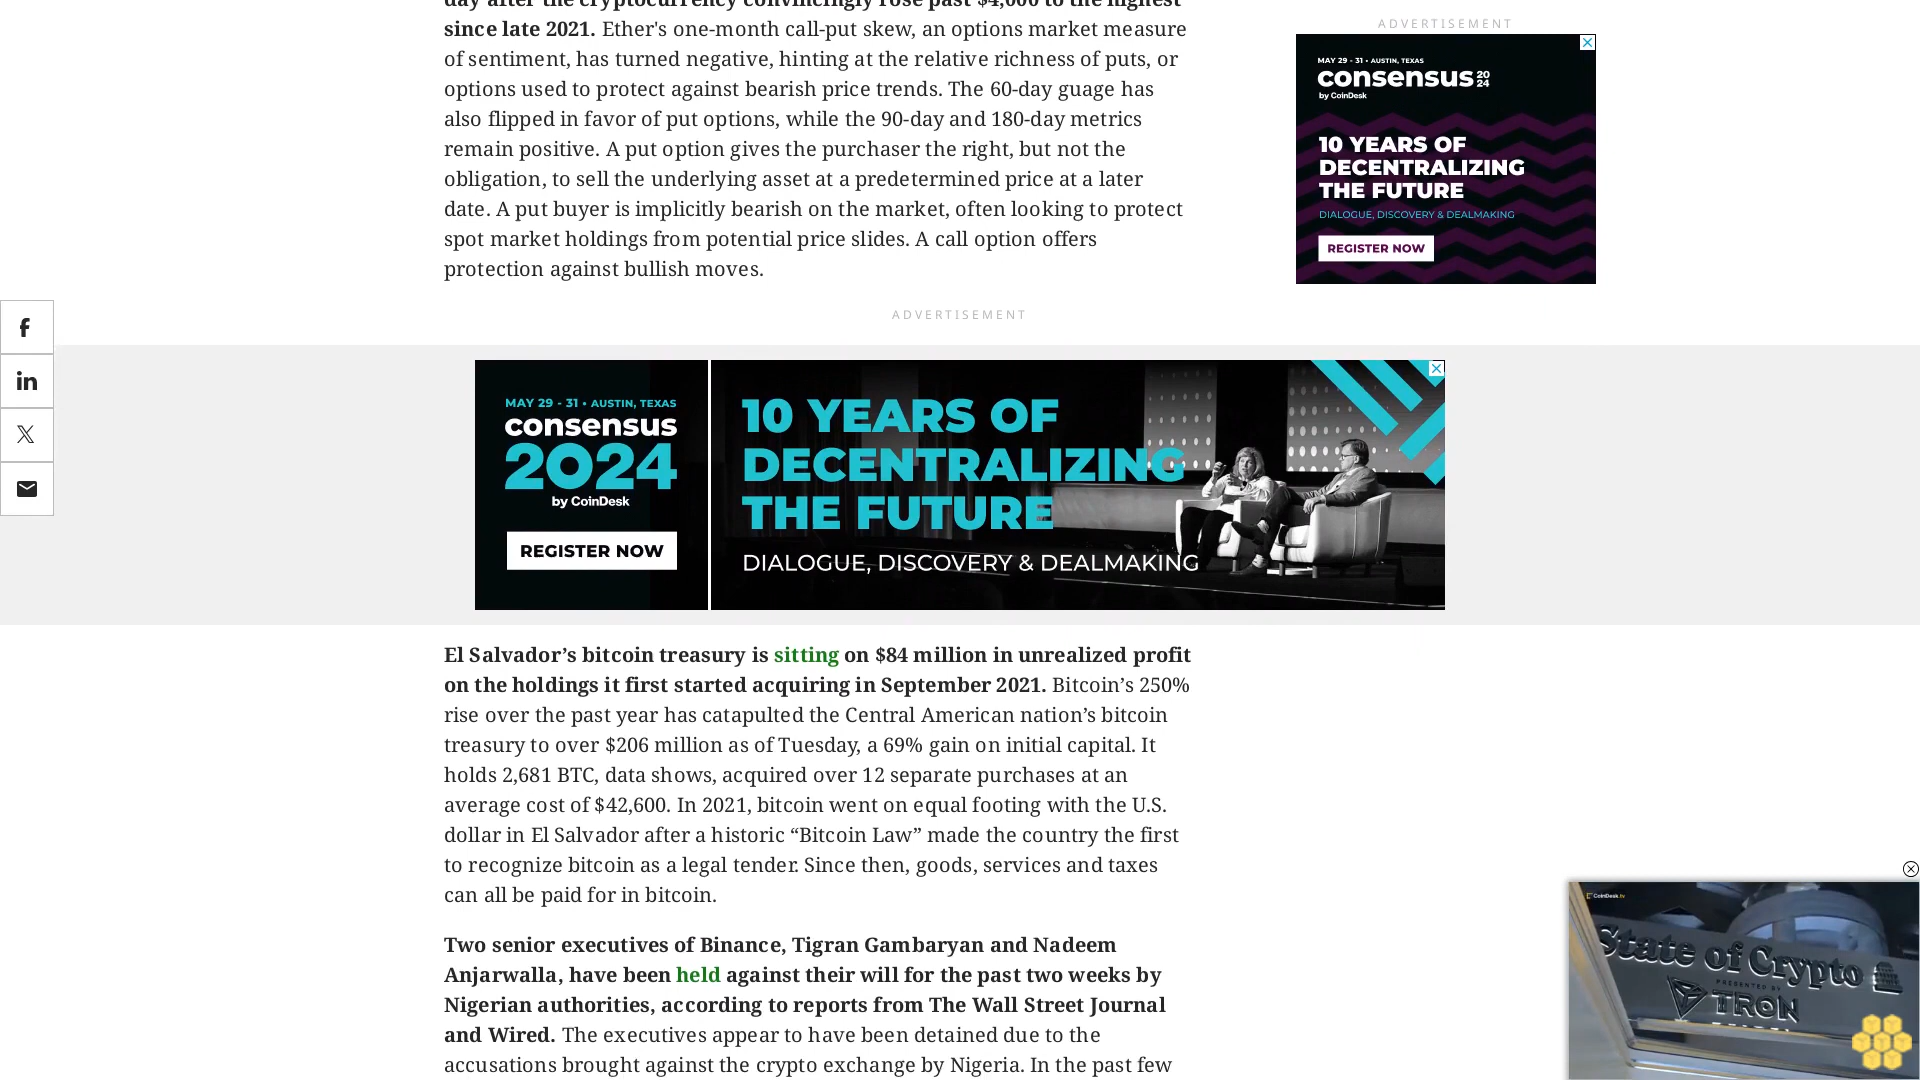 day after the cryptocurrency convincingly rose past $4,000 to the highest
since late 2021. Ether's one-month call-put skew, an options market measure
of sentiment, has turned negative, hinting at the relative richness of puts, or
options used to protect against bearish price trends. The 60-day guage has
also flipped in favor of put options, while the 90-day and 180-day metrics
remain positive. A put option gives the purchaser the right, but not the
obligation, to sell the underlying asset at a predetermined price at a later
date. A put buyer is implicitly bearish on the market, often looking to protect
spot market holdings from potential price slides. A call option offers
protection against bullish moves.
ADVERTISEMENT
MAY 29 - 31 • AUSTIN, TEXAS
consensus 2024
by CoinDesk
10 YEARS OF
DECENTRALIZING
THE FUTURE
DIALOGUE, DISCOVERY & DEALMAKING
REGISTER NOW
ADVERTISEMENT
MAY 29 - 31 • AUSTIN, TEXAS
consensus
2024
by CoinDesk
REGISTER NOW
10 YEARS OF
DECENTRALIZING
THE FUTURE
DIALOGUE, DISCOVERY & DEALMAKING
El Salvador’s bitcoin treasury is sitting on $84 million in unrealized profit
on the holdings it first started acquiring in September 2021. Bitcoin’s 250%
rise over the past year has catapulted the Central American nation’s bitcoin
treasury to over $206 million as of Tuesday, a 69% gain on initial capital. It
holds 2,681 BTC, data shows, acquired over 12 separate purchases at an
average cost of $42,600. In 2021, bitcoin went on equal footing with the U.S.
dollar in El Salvador after a historic “Bitcoin Law” made the country the first
to recognize bitcoin as a legal tender. Since then, goods, services and taxes
can all be paid for in bitcoin.
Two senior executives of Binance, Tigran Gambaryan and Nadeem
Anjarwalla, have been held against their will for the past two weeks by
Nigerian authorities, according to reports from The Wall Street Journal
and Wired. The executives appear to have been detained due to the
accusations brought against the crypto exchange by Nigeria. In the past few
CoinDesk.tv
State of Crypto
PRESENTED BY
TRON